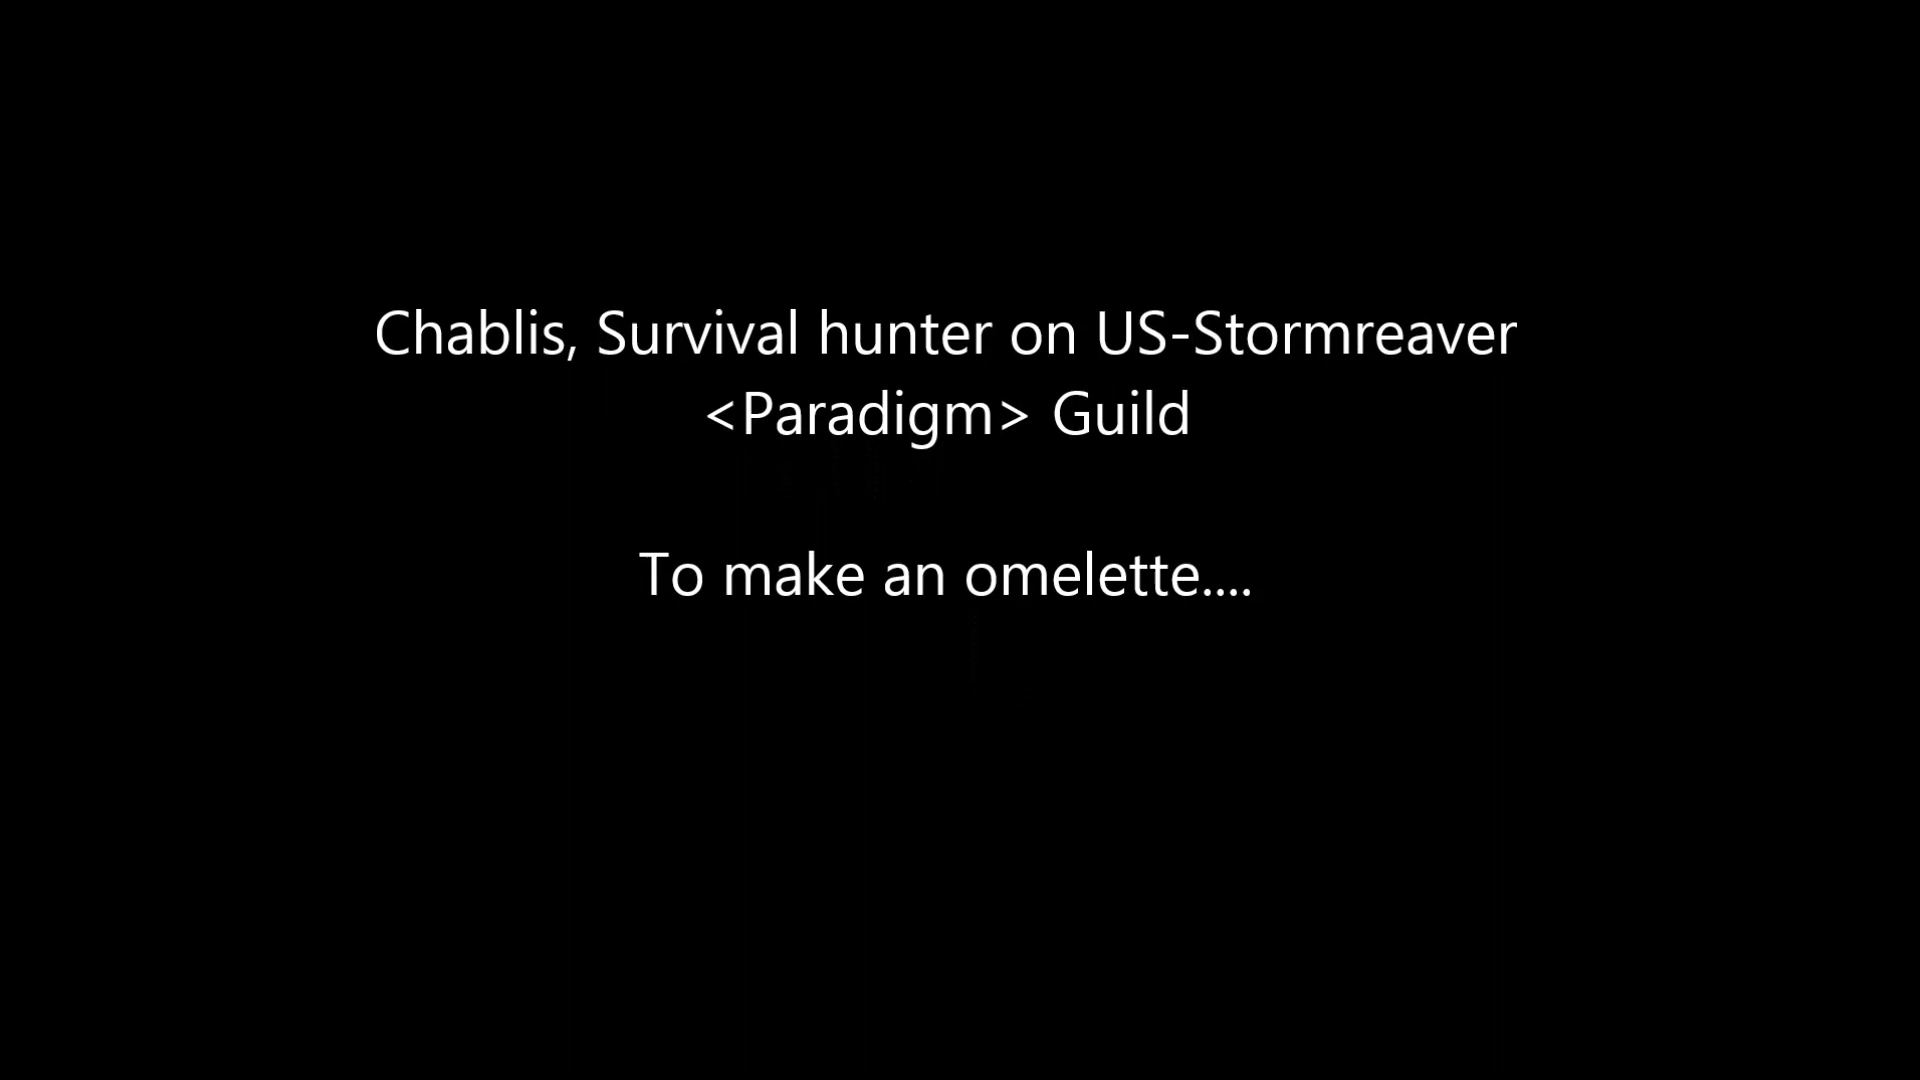 Chablis, Survival hunter on US-Stormreaver
<Paradigm> Guild
To make an omelette....